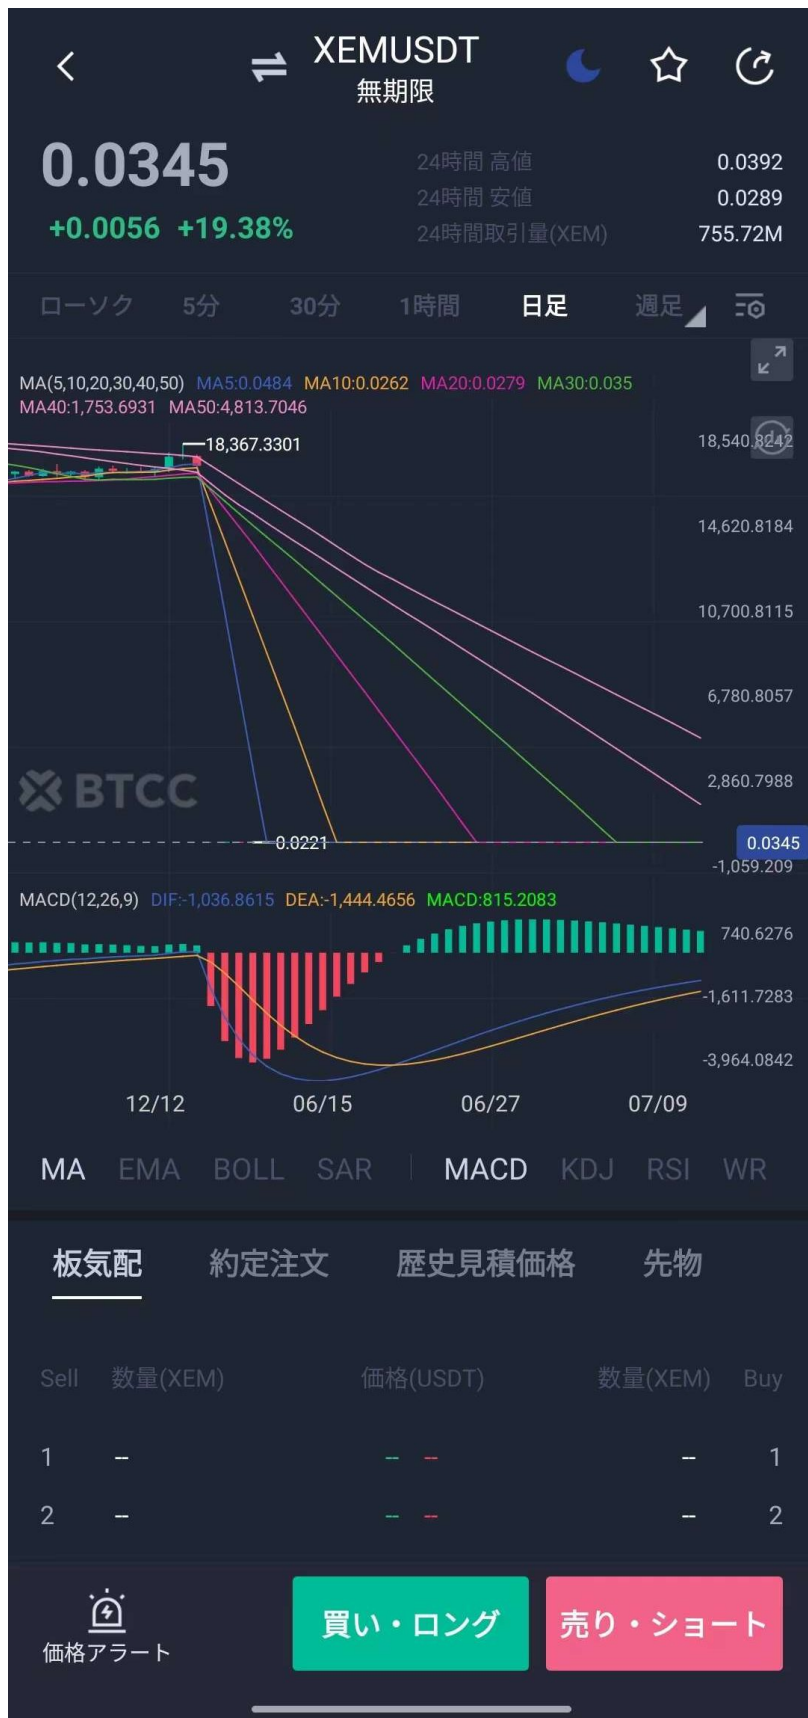 XEMUSDT
無期限
0.0345
+0.0056 +19.38%
24時間 高値 0.0392
24時間 安値 0.0289
24時間取引量(XEM) 755.72M
ローソク 5分 30分 1時間 日足 週足
MA(5,10,20,30,40,50) MA5:0.0484 MA10:0.0262 MA20:0.0279 MA30:0.035
MA40:1,753.6931 MA50:4,813.7046
18,367.3301
18,540.8242
14,620.8184
10,700.8115
6,780.8057
BTCC
2,860.7988
0.0221
0.0345
-1,059.209
MACD(12,26,9) DIF:-1,036.8615 DEA:-1,444.4656 MACD:815.2083
740.6276
-1,611.7283
-3,964.0842
12/12 06/15 06/27 07/09
MA EMA BOLL SAR MACD KDJ RSI WR
板気配 約定注文 歴史見積価格 先物
Sell 数量(XEM) 価格(USDT) 数量(XEM) Buy
1 -- -- -- -- 1
2 -- -- -- -- 2
価格アラート
買い・ロング
売り・ショート